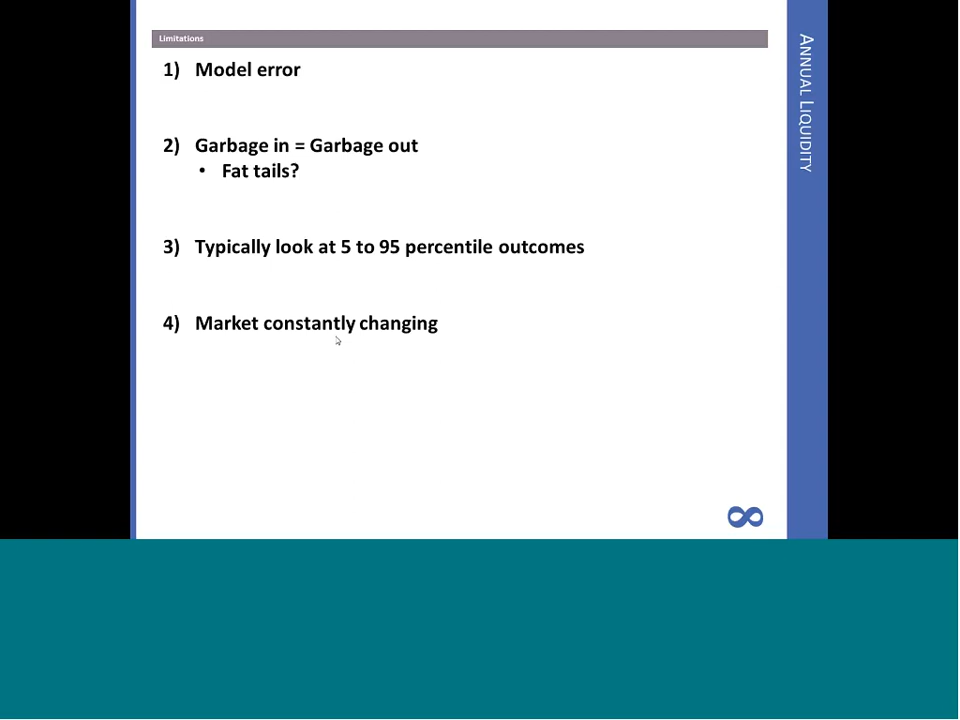 Limitations
1) Model error
2) Garbage in = Garbage out
• Fat tails?
3) Typically look at 5 to 95 percentile outcomes
4) Market constantly changing
ANNUAL LIQUIDITY
8